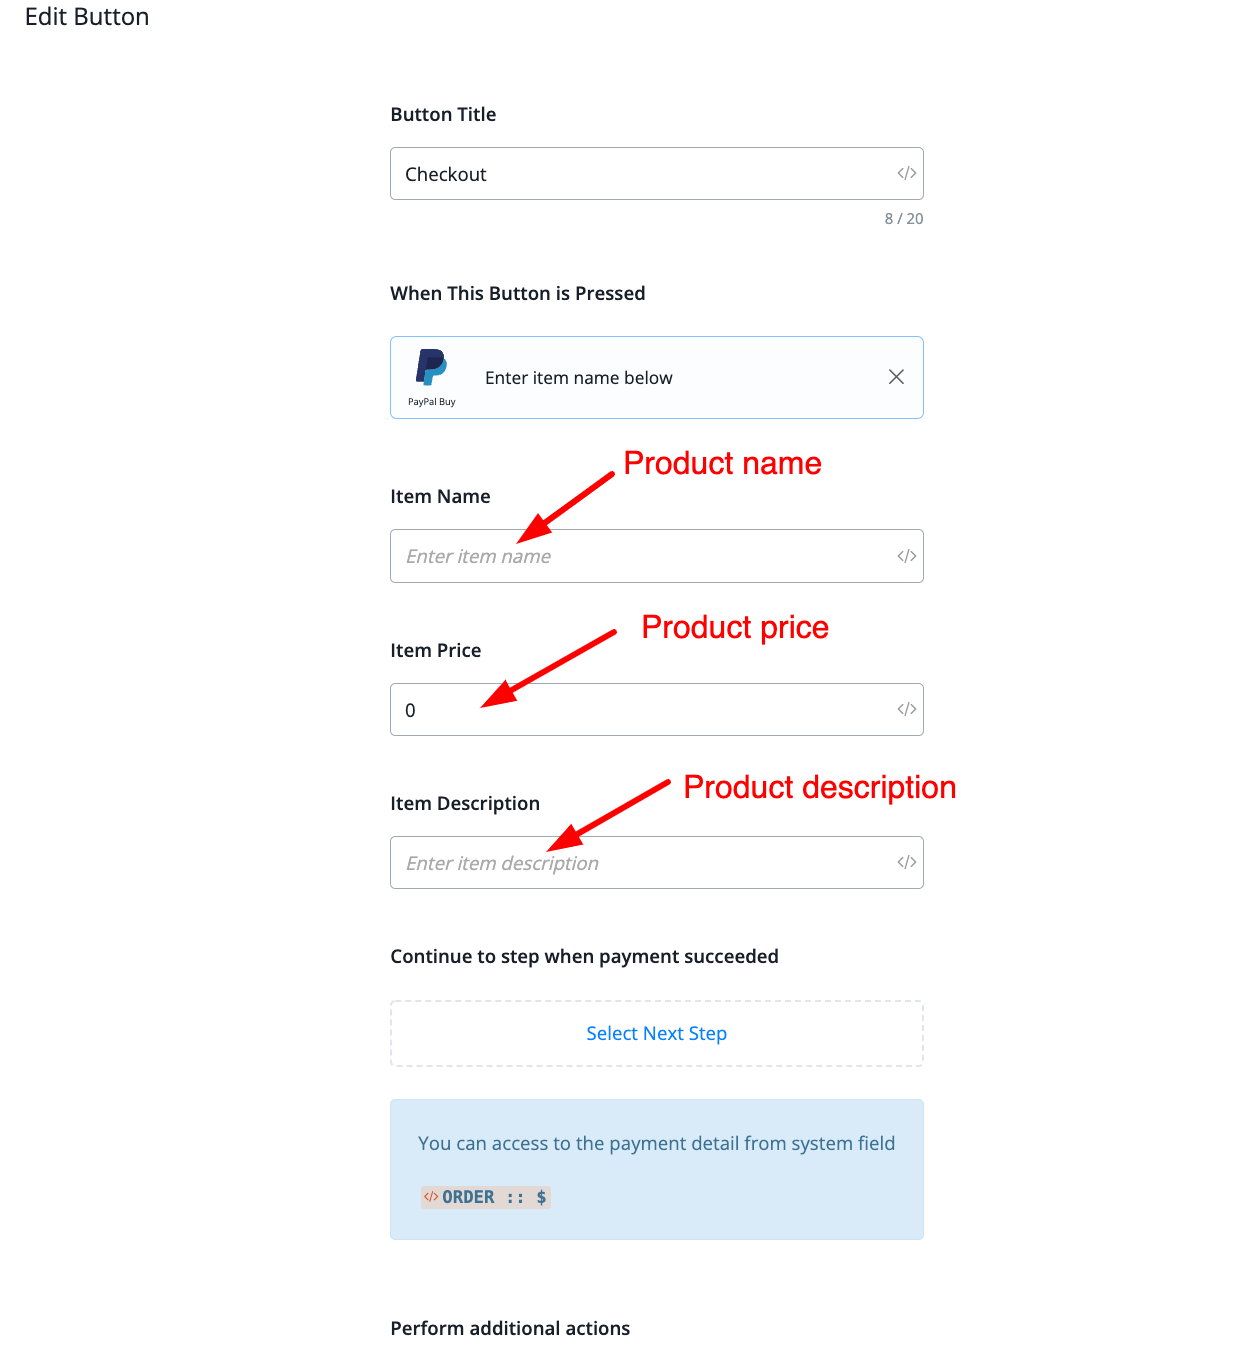 Edit Button
Button Title
Checkout
8 / 20
When This Button is Pressed
Enter item name below
PayPal Buy
Product name
Item Name
Enter item name
Product price
Item Price
0
Product description
Item Description
Enter item description
Continue to step when payment succeeded
Select Next Step
You can access to the payment detail from system field
</> ORDER :: $
Perform additional actions